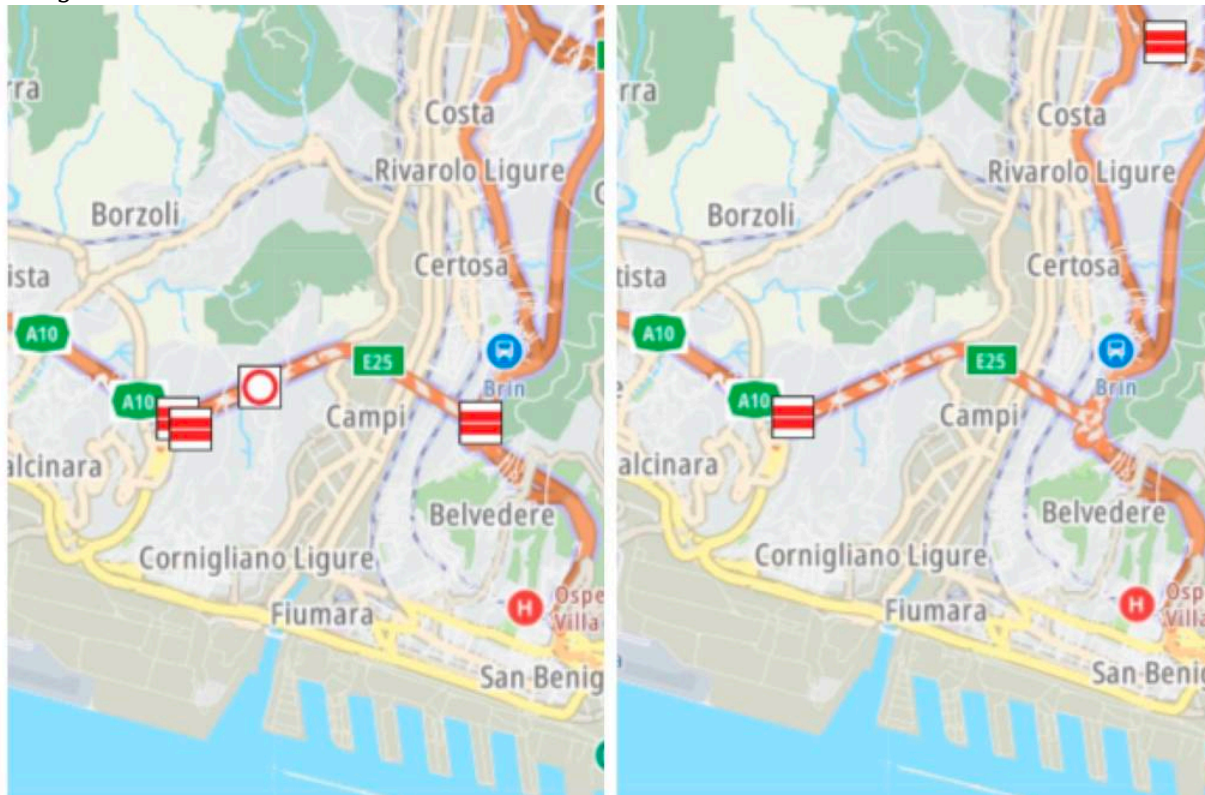 rra
Costa
Rivarolo Ligure
Borzoli
Certosa
ista
A10
E25
Brin
A10
Campi
alcinara
Belvedere
Cornigliano Ligure
H
Ospe
Villa
Fiumara
San Benig
rra
Costa
Rivarolo Ligure
Borzoli
Certosa
tista
A10
E25
Brin
A10
Campi
alcinara
Belvedere
Cornigliano Ligure
H
Osp
Villa
Fiumara
San Benig